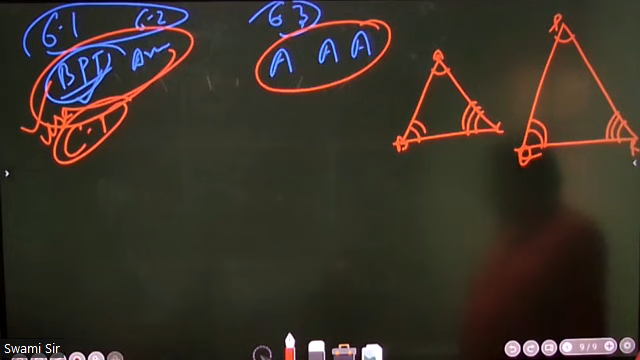 6.1 6.2 6.3
BPT A A A
C.T
A P
B C Q R
Swami Sir
9/9